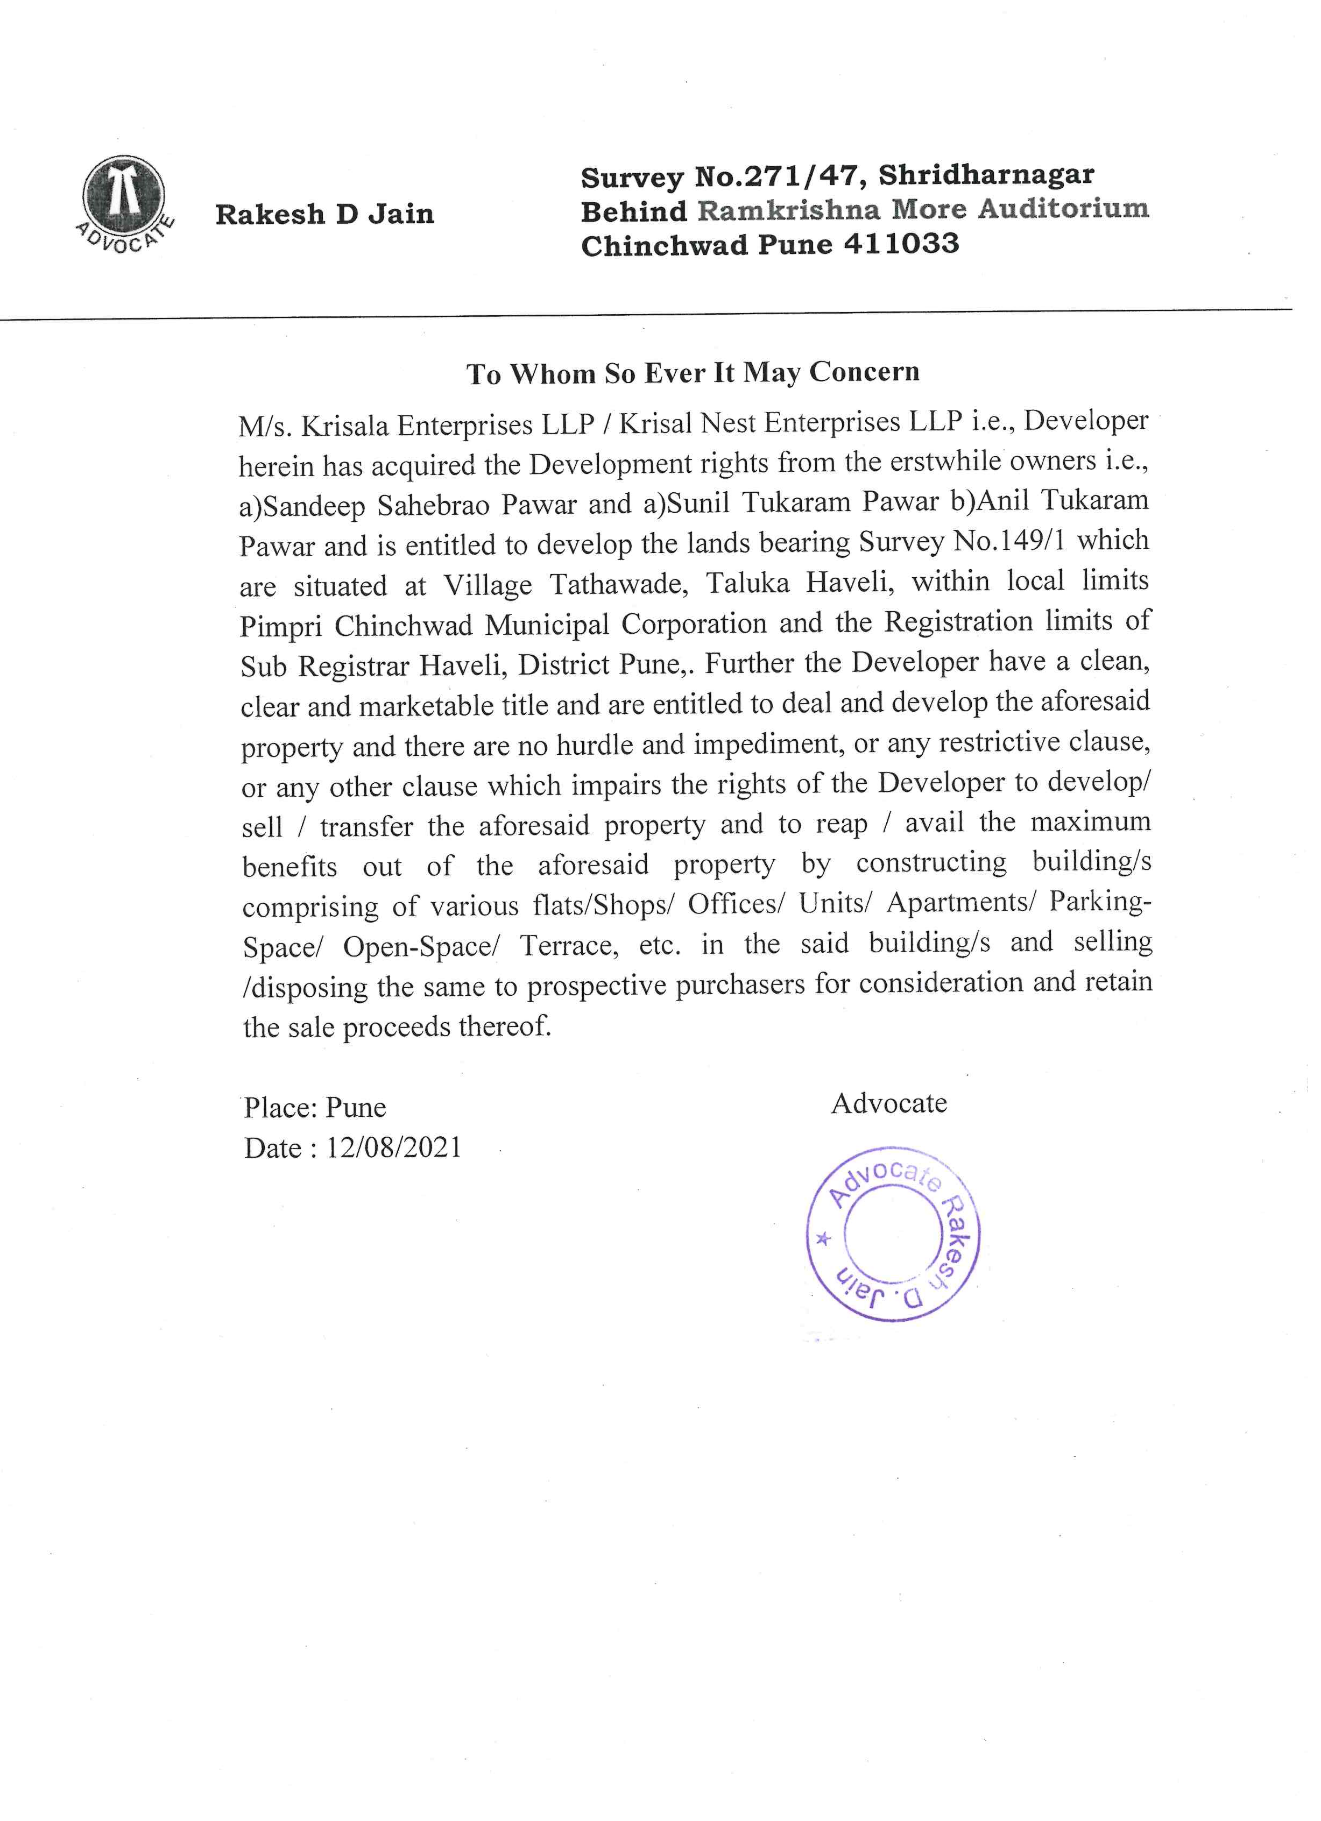 ADVOCATE
Rakesh D Jain
Survey No.271/47, Shridharnagar
Behind Ramkrishna More Auditorium
Chinchwad Pune 411033
To Whom So Ever It May Concern
M/s. Krisala Enterprises LLP / Krisal Nest Enterprises LLP i.e., Developer
herein has acquired the Development rights from the erstwhile owners i.e.,
a)Sandeep Sahebrao Pawar and a)Sunil Tukaram Pawar b)Anil Tukaram
Pawar and is entitled to develop the lands bearing Survey No.149/1 which
are situated at Village Tathawade, Taluka Haveli, within local limits
Pimpri Chinchwad Municipal Corporation and the Registration limits of
Sub Registrar Haveli, District Pune,. Further the Developer have a clean,
clear and marketable title and are entitled to deal and develop the aforesaid
property and there are no hurdle and impediment, or any restrictive clause,
or any other clause which impairs the rights of the Developer to develop/
sell / transfer the aforesaid property and to reap / avail the maximum
benefits out of the aforesaid property by constructing building/s
comprising of various flats/Shops/ Offices/ Units/ Apartments/ Parking-
Space/ Open-Space/ Terrace, etc. in the said building/s and selling
/disposing the same to prospective purchasers for consideration and retain
the sale proceeds thereof.
Place: Pune
Advocate
Date : 12/08/2021
Advocate Rakesh D. Jain